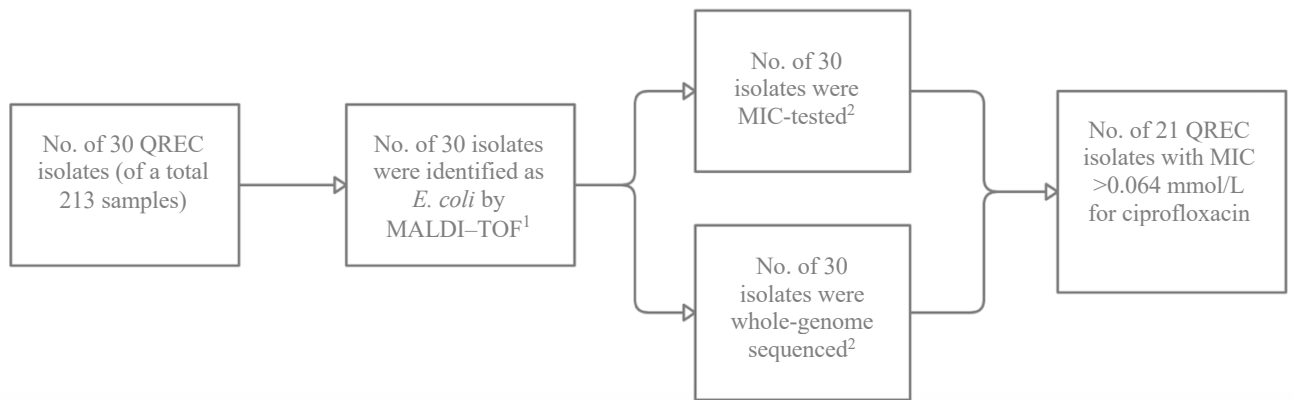 No. of 30 QREC
isolates (of a total
213 samples)
No. of 30 isolates
were identified as
E. coli by
MALDI–TOF¹
No. of 30
isolates were
MIC-tested²
No. of 30
isolates were
whole-genome
sequenced²
No. of 21 QREC
isolates with MIC
>0.064 mmol/L
for ciprofloxacin